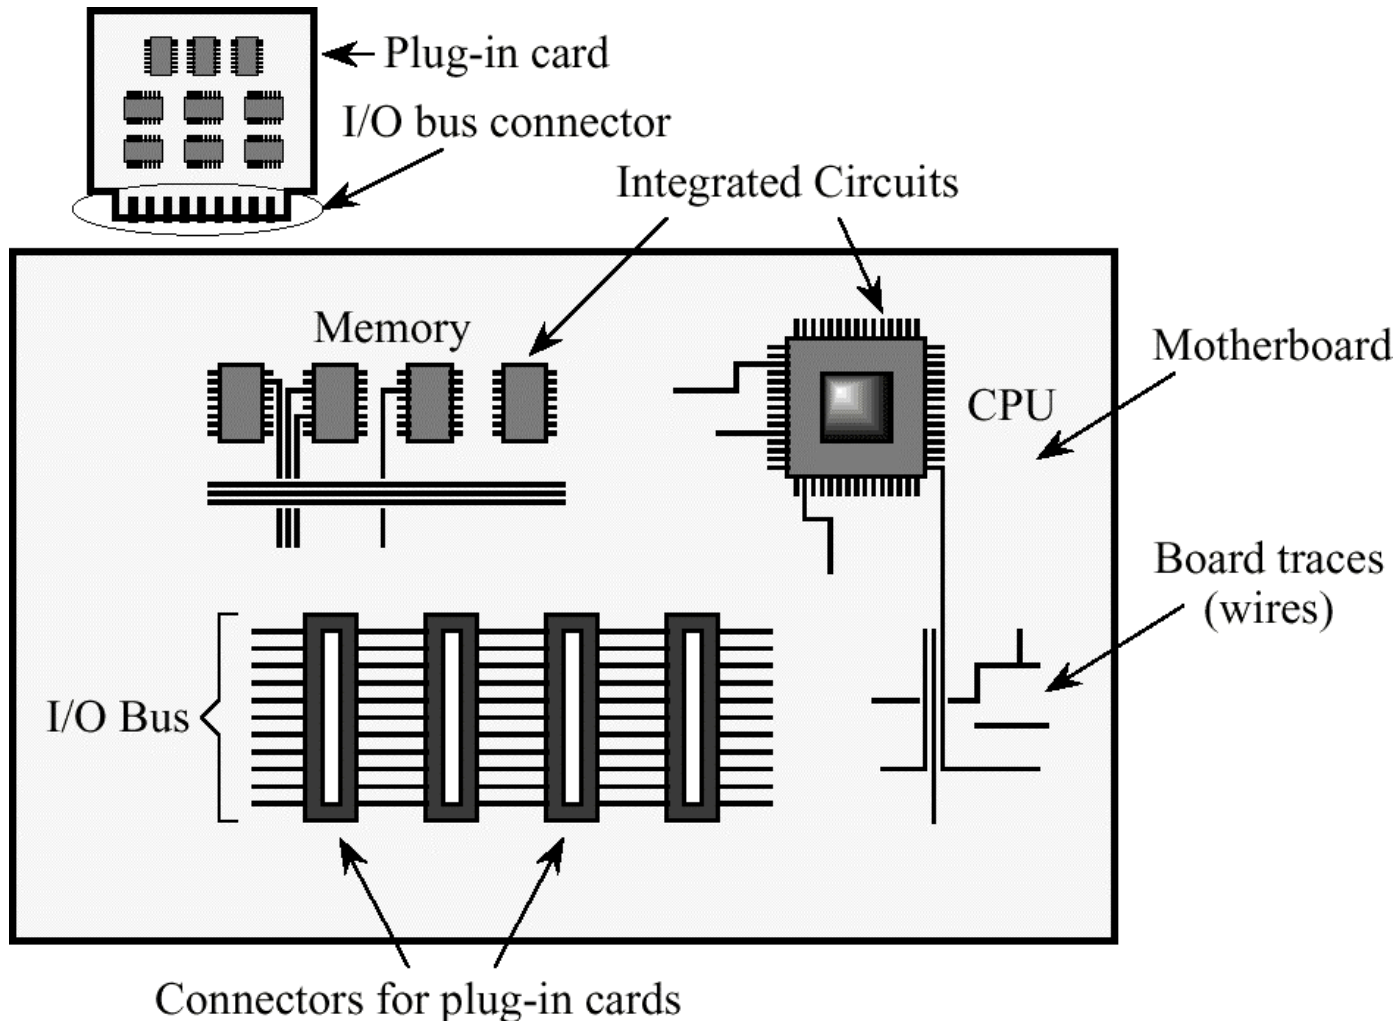 Plug-in card
I/O bus connector
Integrated Circuits
Memory
Motherboard
CPU
Board traces
(wires)
I/O Bus
Connectors for plug-in cards